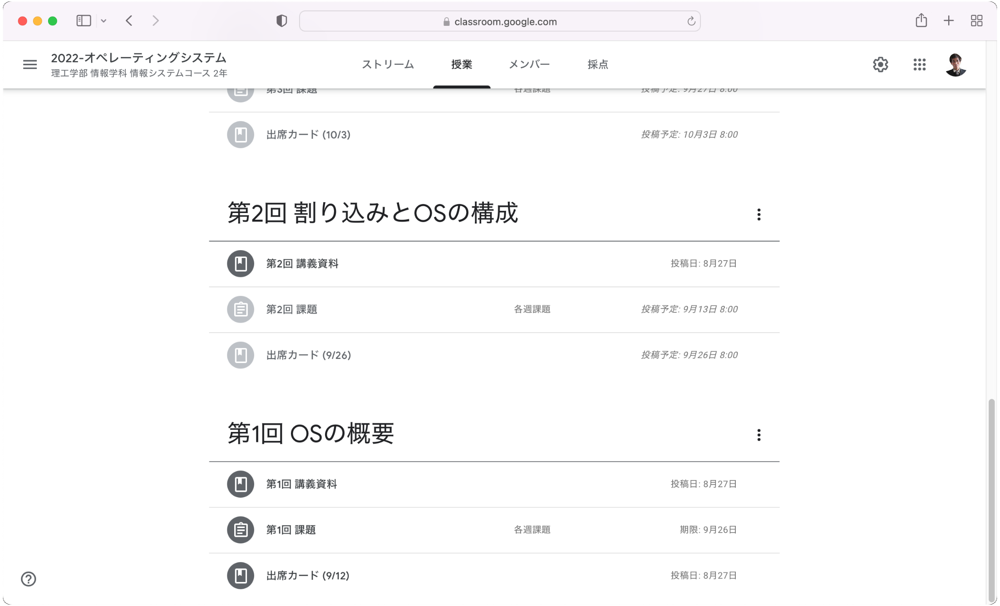 classroom.google.com
2022-オペレーティングシステム
理工学部 情報学科 情報システムコース 2年
ストリーム
授業
メンバー
採点
第3回 課題
各週課題
投稿予定: 9月27日 8:00
出席カード (10/3)
投稿予定: 10月3日 8:00
第2回 割り込みとOSの構成
第2回 講義資料
投稿日: 8月27日
第2回 課題
各週課題
投稿予定: 9月13日 8:00
出席カード (9/26)
投稿予定: 9月26日 8:00
第1回 OSの概要
第1回 講義資料
投稿日: 8月27日
第1回 課題
各週課題
期限: 9月26日
出席カード (9/12)
投稿日: 8月27日